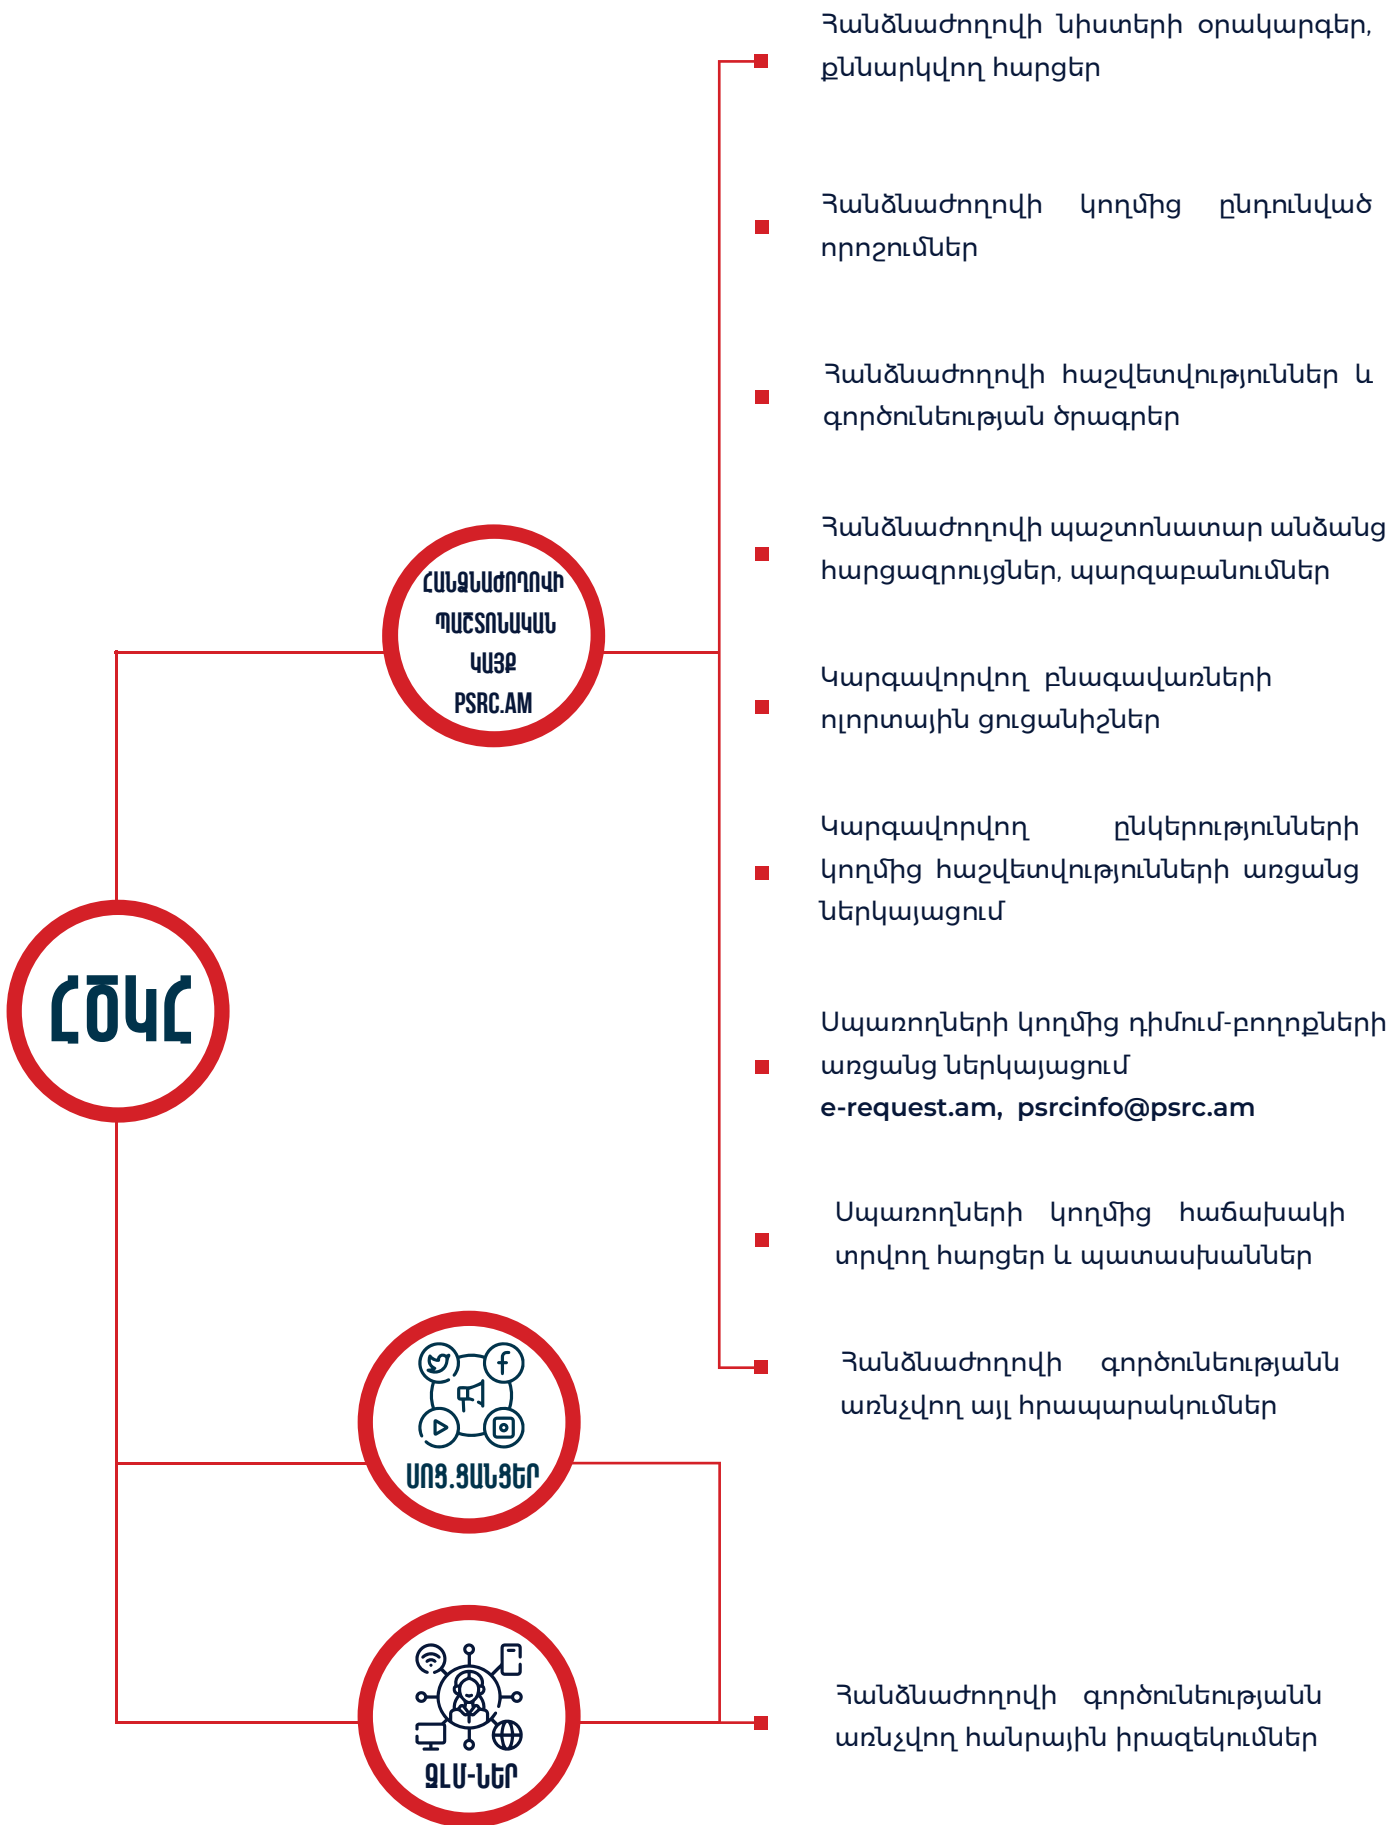 Հանձնաժողովի նիստերի օրակարգեր,
քննարկվող հարցեր
Հանձնաժողովի կողմից ընդունված
որոշումներ
Հանձնաժողովի հաշվետվություններ և
գործունեության ծրագրեր
Հանձնաժողովի պաշտոնատար անձանց
հարցազրույցներ, պարզաբանումներ
ՀԱՆՁՆԱԺՈՂՈՎԻ
ՊԱՇՏՈՆԱԿԱՆ
ԿԱՅՔ
PSRC.AM
Կարգավորվող բնագավառների
ոլորտային ցուցանիշներ
Կարգավորվող ընկերությունների
կողմից հաշվետվությունների առցանց
ներկայացում
ՀԾԿՀ
Սպառողների կողմից դիմում-բողոքների
առցանց ներկայացում
e-request.am, psrcinfo@psrc.am
Սպառողների կողմից հաճախակի
տրվող հարցեր և պատասխաններ
Հանձնաժողովի գործունեությանն
առնչվող այլ հրապարակումներ
ՍՈՑ.ՑԱՆՑԵՐ
Հանձնաժողովի գործունեությանն
առնչվող հանրային իրազեկումներ
ԶԼՄ-ՆԵՐ